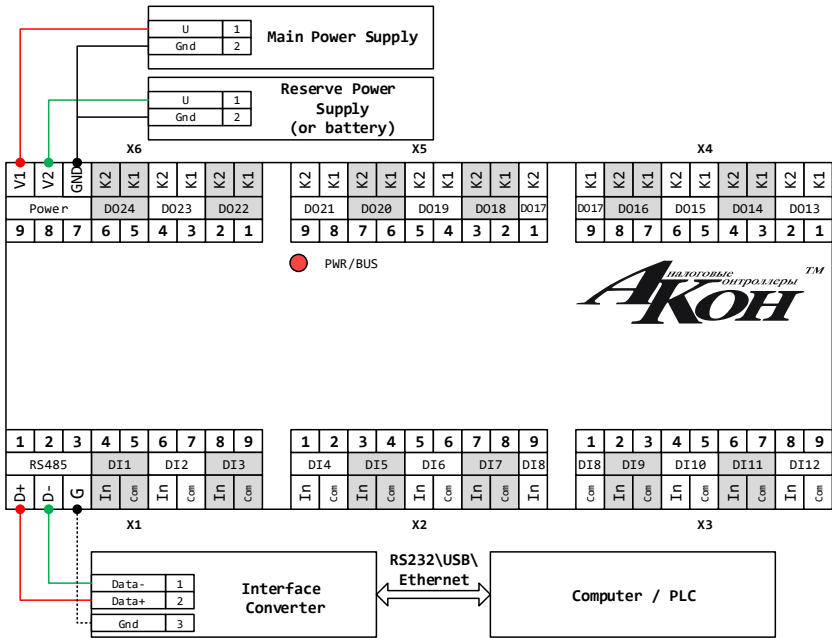 U 1
Gnd 2
Main Power Supply
U 1
Gnd 2
Reserve Power
Supply
(or battery)
X6 X5 X4
V1 V2 GND K2 K1 K2 K1 K2 K1 K2 K1 K2 K1 K2 K1 K2 K1 K2 K1 K2 K1 K2 K1 K2 K1 K2 K1
Power DO24 DO23 DO22 DO21 DO20 DO19 DO18 DO17 DO17 DO16 DO15 DO14 DO13
9 8 7 6 5 4 3 2 1 9 8 7 6 5 4 3 2 1 9 8 7 6 5 4 3 2 1
PWR/BUS
Аналоговые Контроллеры ™
АКОН
1 2 3 4 5 6 7 8 9 1 2 3 4 5 6 7 8 9 1 2 3 4 5 6 7 8 9
RS485 DI1 DI2 DI3 DI4 DI5 DI6 DI7 DI8 DI8 DI9 DI10 DI11 DI12
D+ D- G In Com In Com In Com In Com In Com In Com In Com In Com In Com In Com In Com In Com
X1 X2 X3
Data- 1
Data+ 2
Gnd 3
Interface
Converter
RS232\USB\
Ethernet
Computer / PLC